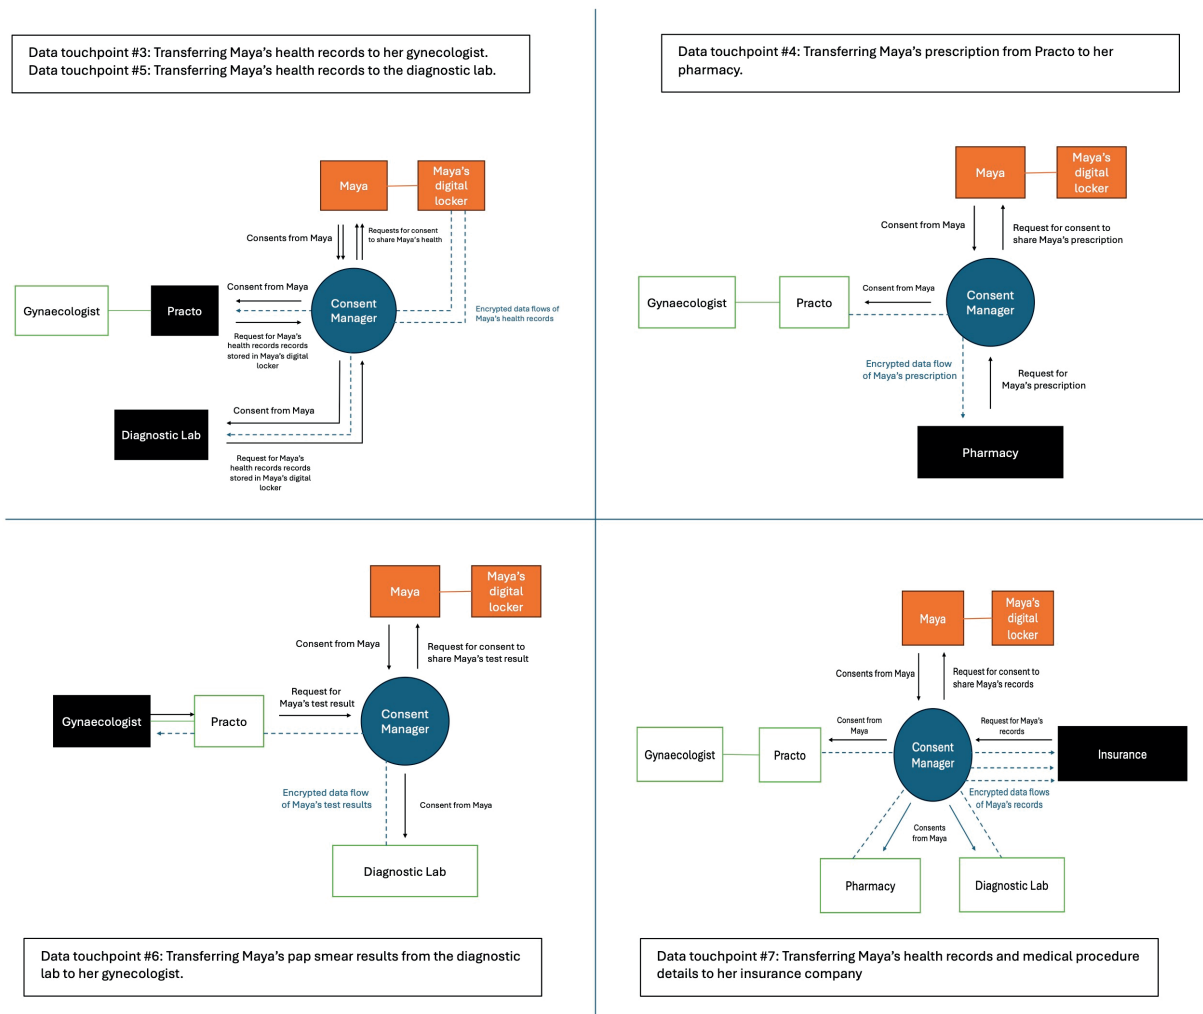 Data touchpoint #3: Transferring Maya's health records to her gynecologist.
Data touchpoint #5: Transferring Maya's health records to the diagnostic lab.
Maya
Maya's
digital
locker
Consents from Maya
Requests for consent
to share Maya's health
Gynaecologist
Practo
Consent from Maya
Consent
Manager
Encrypted data flows of
Maya's health records
Request for Maya's
health records records
stored in Maya's digital
locker
Diagnostic Lab
Consent from Maya
Request for Maya's
health records records
stored in Maya's digital
locker
Data touchpoint #4: Transferring Maya's prescription from Practo to her
pharmacy.
Maya
Maya's
digital
locker
Consent from Maya
Request for consent to
share Maya's prescription
Gynaecologist
Practo
Consent from Maya
Consent
Manager
Encrypted data flow
of Maya's prescription
Request for
Maya's prescription
Pharmacy
Maya
Maya's
digital
locker
Consent from Maya
Request for consent to
share Maya's test result
Gynaecologist
Practo
Request for
Maya's test result
Consent
Manager
Encrypted data flow
of Maya's test results
Consent from Maya
Diagnostic Lab
Data touchpoint #6: Transferring Maya's pap smear results from the diagnostic
lab to her gynecologist.
Maya
Maya's
digital
locker
Consents from Maya
Request for consent to
share Maya's records
Gynaecologist
Practo
Consent from
Maya
Consent
Manager
Request for Maya's
records
Insurance
Encrypted data flows
of Maya's records
Consents
from Maya
Pharmacy
Diagnostic Lab
Data touchpoint #7: Transferring Maya's health records and medical procedure
details to her insurance company